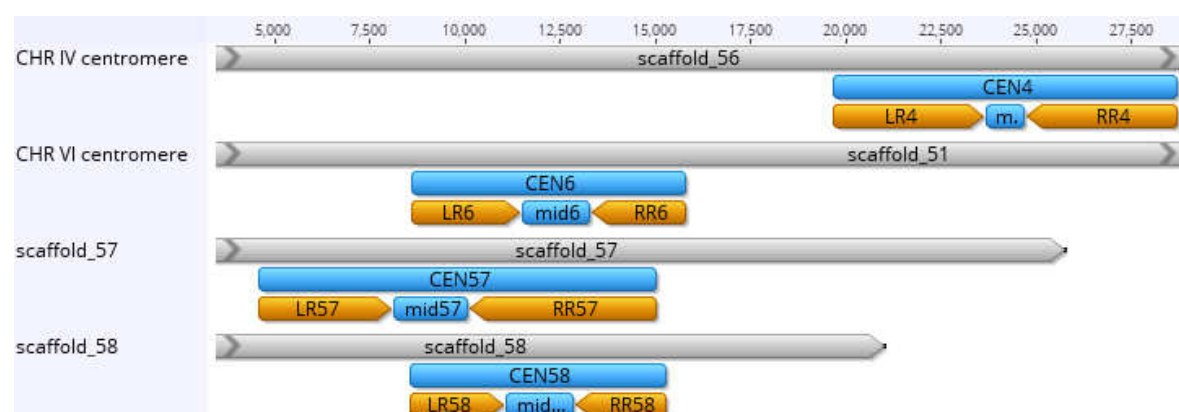 5,000 7,500 10,000 12,500 15,000 17,500 20,000 22,500 25,000 27,500
CHR IV centromere scaffold_56
CEN4
LR4 m. RR4
CHR VI centromere scaffold_51
CEN6
LR6 mid6 RR6
scaffold_57 scaffold_57
CEN57
LR57 mid57 RR57
scaffold_58 scaffold_58
CEN58
LR58 mid... RR58